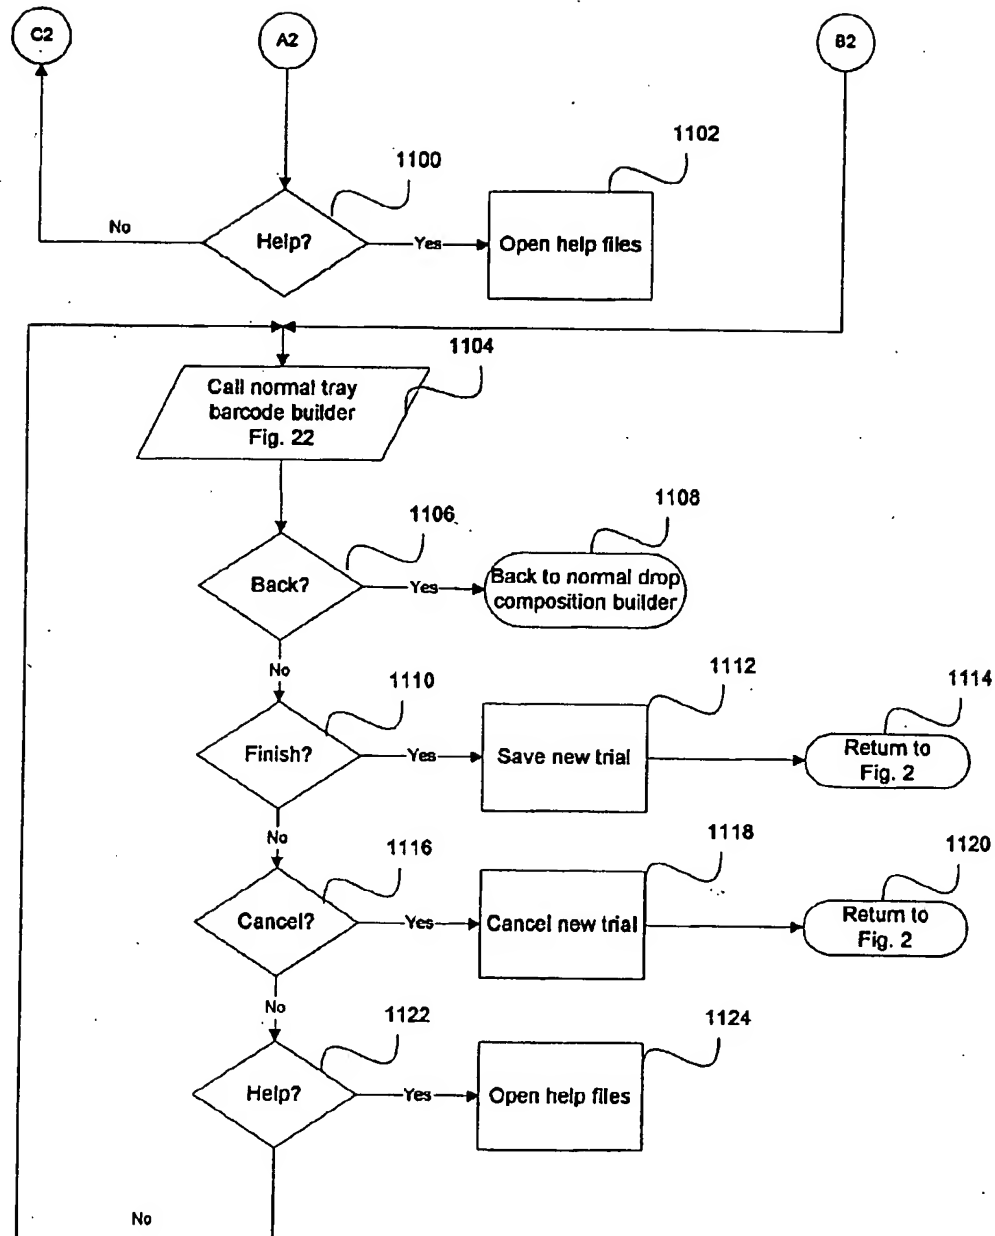 C2
A2
B2
1100
1102
No
Help?
Yes
Open help files
1104
Call normal tray
barcode builder
Fig. 22
1106
1108
Back?
Yes
Back to normal drop
composition builder
No
1110
1112
1114
Finish?
Yes
Save new trial
Return to
Fig. 2
No
1116
1118
1120
Cancel?
Yes
Cancel new trial
Return to
Fig. 2
No
1122
1124
Help?
Yes
Open help files
No